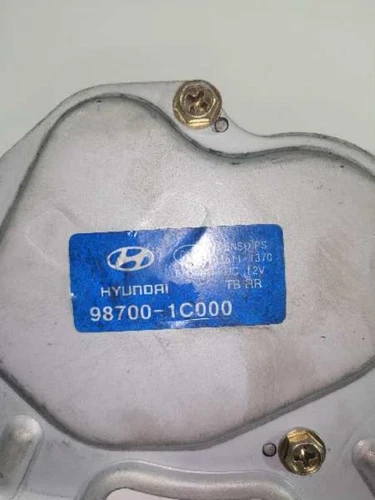 HYUNDAI
DC 12V
TB RR
98700-1C000